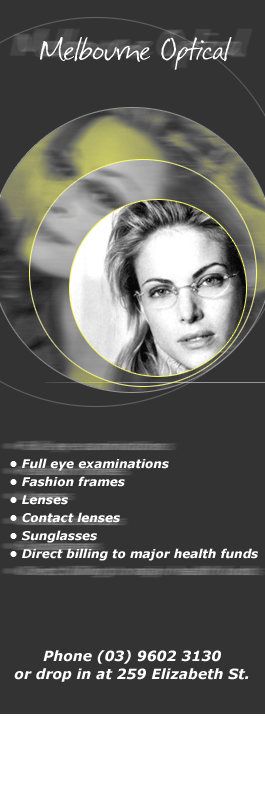 Melbourne Optical
• Full eye examinations
• Fashion frames
• Lenses
• Contact lenses
• Sunglasses
• Direct billing to major health funds
Phone (03) 9602 3130
or drop in at 259 Elizabeth St.